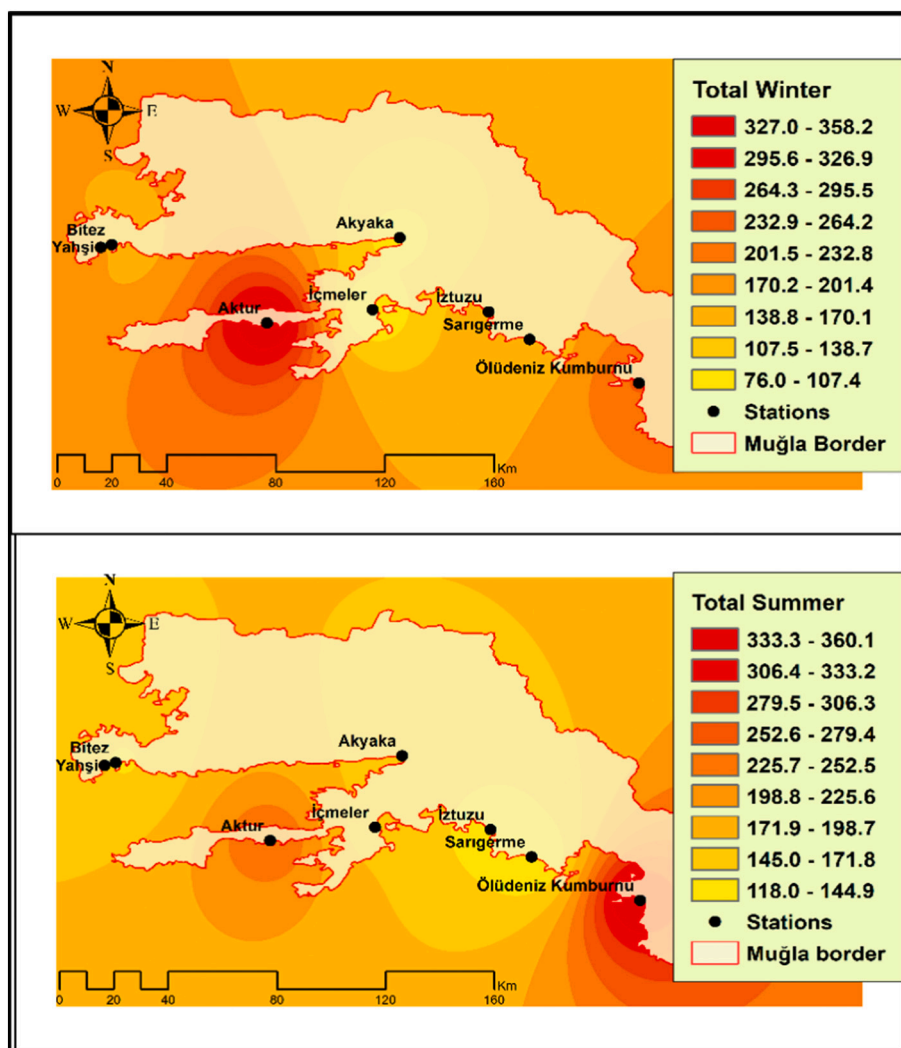 N
W E
S
Bitez
Yahşi
Akyaka
İçmeler
Aktur
İztuzu
Sarıgerme
Ölüdeniz Kumburnu
0 20 40 80 120 160
Km
Total Winter
327.0 - 358.2
295.6 - 326.9
264.3 - 295.5
232.9 - 264.2
201.5 - 232.8
170.2 - 201.4
138.8 - 170.1
107.5 - 138.7
76.0 - 107.4
Stations
Muğla Border
N
W E
S
Bitez
Yahşi
Akyaka
İçmeler
Aktur
İztuzu
Sarıgerme
Ölüdeniz Kumburnu
0 20 40 80 120 160
Km
Total Summer
333.3 - 360.1
306.4 - 333.2
279.5 - 306.3
252.6 - 279.4
225.7 - 252.5
198.8 - 225.6
171.9 - 198.7
145.0 - 171.8
118.0 - 144.9
Stations
Muğla border